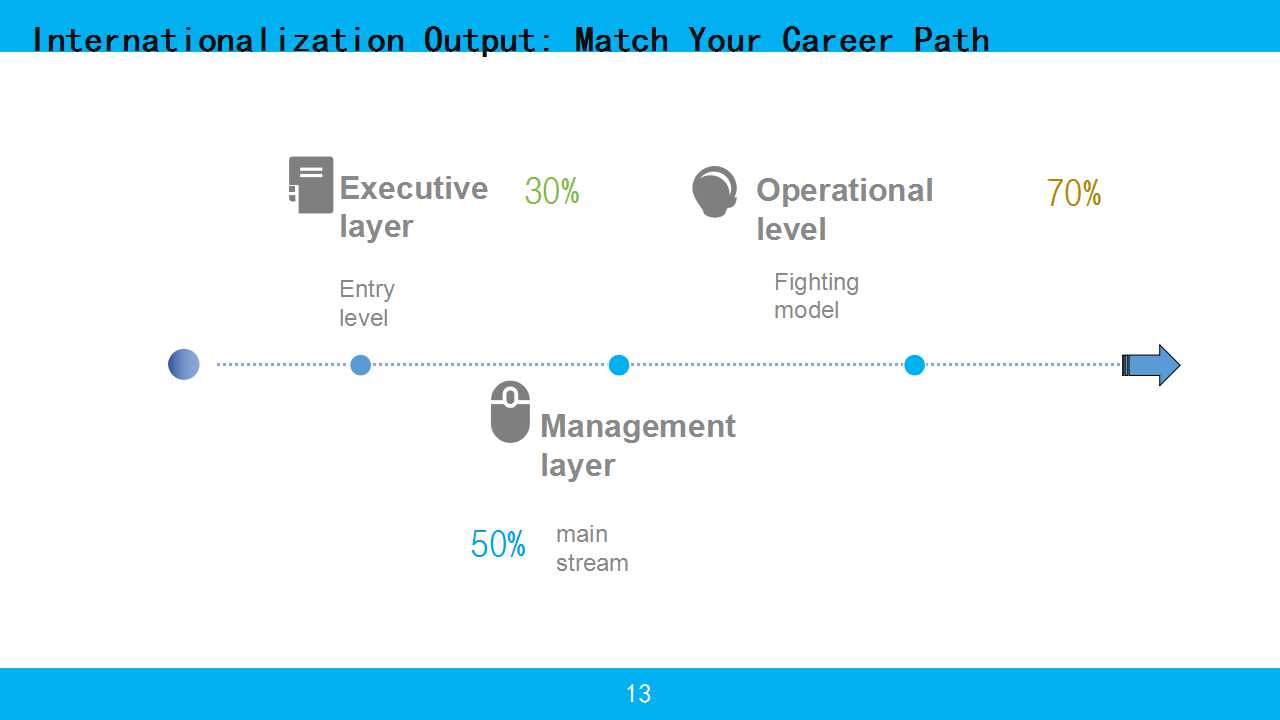 Internationalization Output: Match Your Career Path
Executive
layer
30%
Entry
level
Operational
level
70%
Fighting
model
Management
layer
50%
main
stream
13